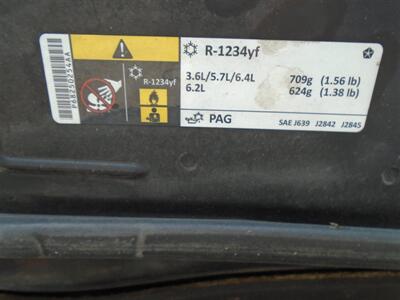 P68250254AA
R-1234yf
R-1234yf
3.6L/5.7L/6.4L 709g (1.56 lb)
6.2L 624g (1.38 lb)
PAG SAE J639 J2842 J2845